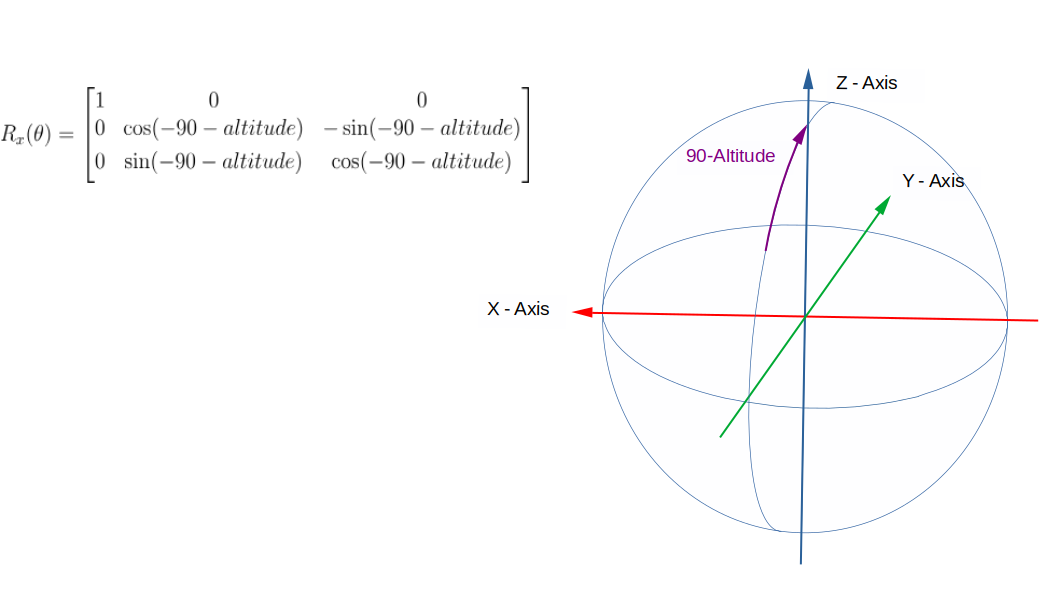 Z - Axis
1 0 0
R_x(θ) = 0 cos(−90 − altitude) − sin(−90 − altitude)
0 sin(−90 − altitude) cos(−90 − altitude)
90-Altitude
Y - Axis
X - Axis